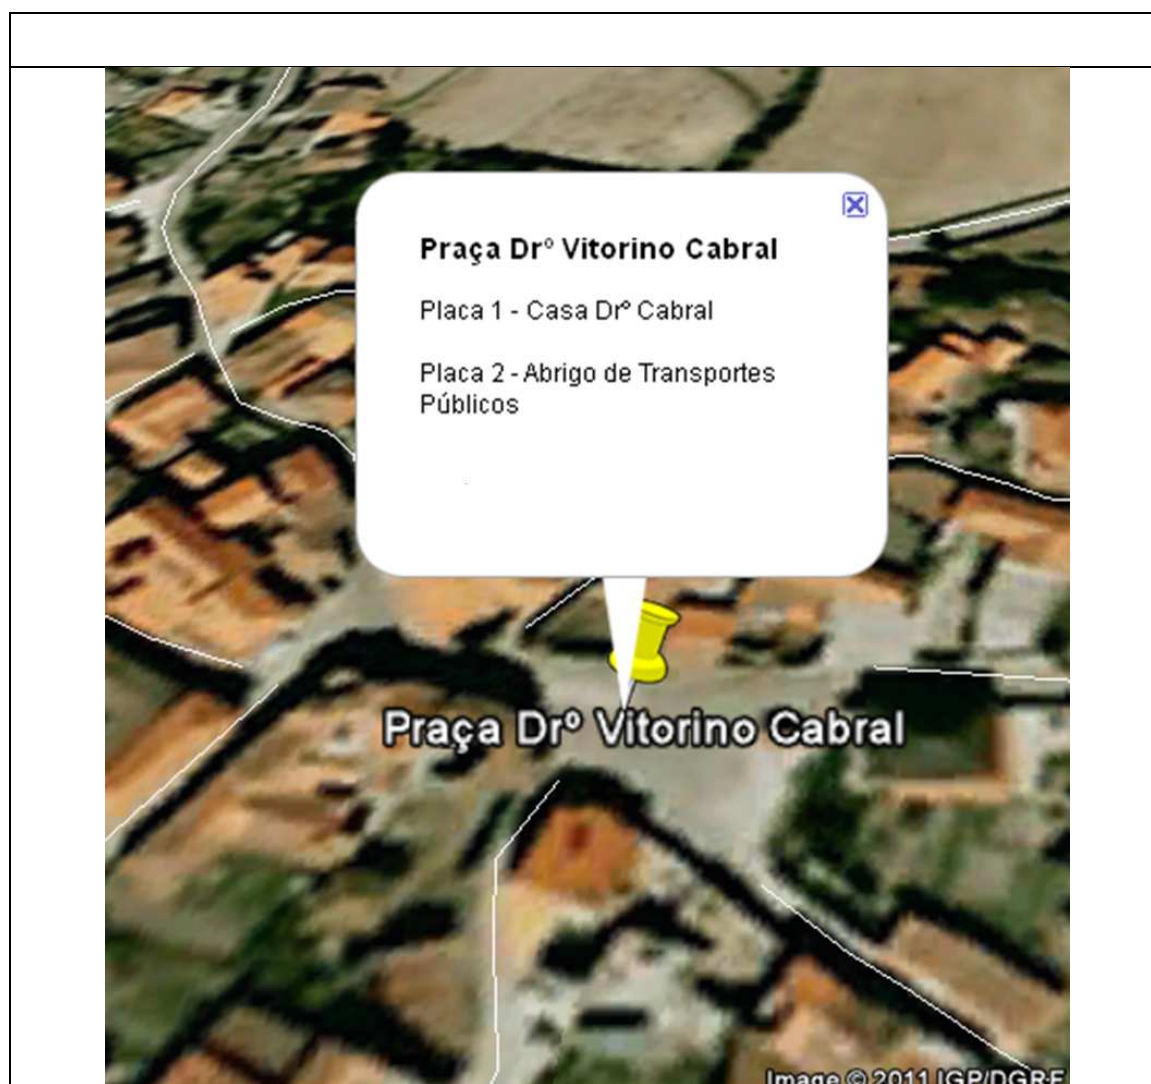 Praça Drº Vitorino Cabral
Placa 1 - Casa Drº Cabral
Placa 2 - Abrigo de Transportes
Públicos
Praça Drº Vitorino Cabral
Image © 2011 IGP/DGRF